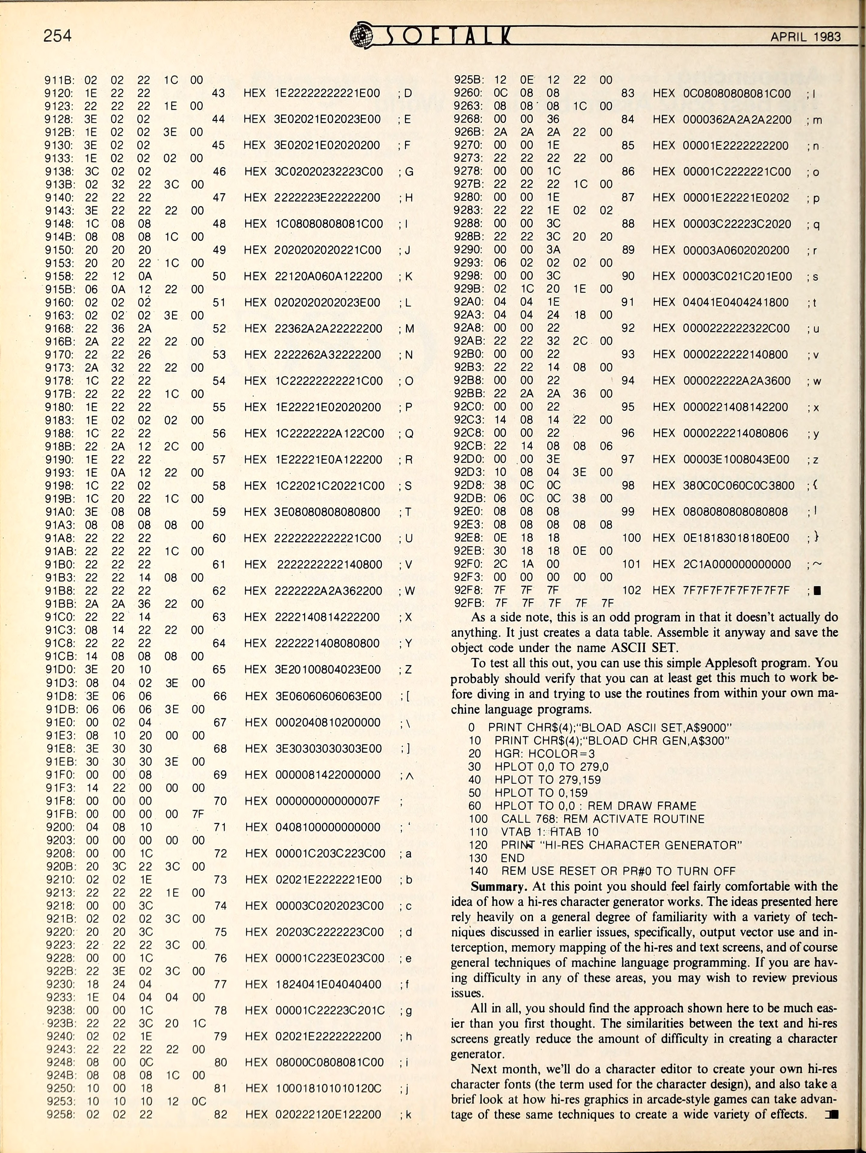 254
SOFTALK
APRIL 1983
911B: 02 02 22 1C 00
9120: 1E 22 22 43 HEX 1E22222222221E00 ;D
9123: 22 22 22 1E 00
9128: 3E 02 02 44 HEX 3E02021E02023E00 ;E
912B: 1E 02 02 3E 00
9130: 3E 02 02 45 HEX 3E02021E02020200 ;F
9133: 1E 02 02 02 00
9138: 3C 02 02 46 HEX 3C02020232223C00 ;G
913B: 02 32 22 3C 00
9140: 22 22 22 47 HEX 2222223E22222200 ;H
9143: 3E 22 22 22 00
9148: 1C 08 08 48 HEX 1C08080808081C00 ;I
914B: 08 08 08 1C 00
9150: 20 20 20 49 HEX 2020202020221C00 ;J
9153: 20 20 22 1C 00
9158: 22 12 0A 50 HEX 22120A060A122200 ;K
915B: 06 0A 12 22 00
9160: 02 02 02 51 HEX 0202020202023E00 ;L
9163: 02 02 02 3E 00
9168: 22 36 2A 52 HEX 22362A2A22222200 ;M
916B: 2A 22 22 22 00
9170: 22 22 26 53 HEX 2222262A32222200 ;N
9173: 2A 32 22 22 00
9178: 1C 22 22 54 HEX 1C22222222221C00 ;O
917B: 22 22 22 1C 00
9180: 1E 22 22 55 HEX 1E22221E02020200 ;P
9183: 1E 02 02 02 00
9188: 1C 22 22 56 HEX 1C2222222A122C00 ;Q
918B: 22 2A 12 2C 00
9190: 1E 22 22 57 HEX 1E22221E0A122200 ;R
9193: 1E 0A 12 22 00
9198: 1C 22 02 58 HEX 1C22021C20221C00 ;S
919B: 1C 20 22 1C 00
91A0: 3E 08 08 59 HEX 3E08080808080800 ;T
91A3: 08 08 08 08 00
91A8: 22 22 22 60 HEX 2222222222221C00 ;U
91AB: 22 22 22 1C 00
91B0: 22 22 22 61 HEX 2222222222140800 ;V
91B3: 22 22 14 08 00
91B8: 22 22 22 62 HEX 2222222A2A362200 ;W
91BB: 2A 2A 36 22 00
91C0: 22 22 14 63 HEX 2222140814222200 ;X
91C3: 08 14 22 22 00
91C8: 22 22 22 64 HEX 2222221408080800 ;Y
91CB: 14 08 08 08 00
91D0: 3E 20 10 65 HEX 3E20100804023E00 ;Z
91D3: 08 04 02 3E 00
91D8: 3E 06 06 66 HEX 3E06060606063E00 ;[
91DB: 06 06 06 3E 00
91E0: 00 02 04 67 HEX 0002040810200000 ;\
91E3: 08 10 20 00 00
91E8: 3E 30 30 68 HEX 3E30303030303E00 ;]
91EB: 30 30 30 3E 00
91F0: 00 00 08 69 HEX 0000081422000000 ;^
91F3: 14 22 00 00 00
91F8: 00 00 00 70 HEX 000000000000007F ;
91FB: 00 00 00 00 7F
9200: 04 08 10 71 HEX 0408100000000000 ;'
9203: 00 00 00 00 00
9208: 00 00 1C 72 HEX 00001C203C223C00 ;a
920B: 20 3C 22 3C 00
9210: 02 02 1E 73 HEX 02021E2222221E00 ;b
9213: 22 22 22 1E 00
9218: 00 00 3C 74 HEX 00003C0202023C00 ;c
921B: 02 02 02 3C 00
9220: 20 20 3C 75 HEX 20203C2222223C00 ;d
9223: 22 22 22 3C 00
9228: 00 00 1C 76 HEX 00001C223E023C00 ;e
922B: 22 3E 02 3C 00
9230: 18 24 04 77 HEX 1824041E04040400 ;f
9233: 1E 04 04 04 00
9238: 00 00 1C 78 HEX 00001C22223C201C ;g
923B: 22 22 3C 20 1C
9240: 02 02 1E 79 HEX 02021E2222222200 ;h
9243: 22 22 22 22 00
9248: 08 00 0C 80 HEX 08000C0808081C00 ;i
924B: 08 08 08 1C 00
9250: 10 00 18 81 HEX 100018101010120C ;j
9253: 10 10 10 12 0C
9258: 02 02 22 82 HEX 020222120E122200 ;k
925B: 12 0E 12 22 00
9260: 0C 08 08 83 HEX 0C08080808081C00 ;l
9263: 08 08 08 1C 00
9268: 00 00 36 84 HEX 0000362A2A2A2200 ;m
926B: 2A 2A 2A 22 00
9270: 00 00 1E 85 HEX 00001E2222222200 ;n
9273: 22 22 22 22 00
9278: 00 00 1C 86 HEX 00001C2222221C00 ;o
927B: 22 22 22 1C 00
9280: 00 00 1E 87 HEX 00001E22221E0202 ;p
9283: 22 22 1E 02 02
9288: 00 00 3C 88 HEX 00003C22223C2020 ;q
928B: 22 22 3C 20 20
9290: 00 00 3A 89 HEX 00003A0602020200 ;r
9293: 06 02 02 02 00
9298: 00 00 3C 90 HEX 00003C021C201E00 ;s
929B: 02 1C 20 1E 00
92A0: 04 04 1E 91 HEX 04041E0404241800 ;t
92A3: 04 04 24 18 00
92A8: 00 00 22 92 HEX 0000222222322C00 ;u
92AB: 22 22 32 2C 00
92B0: 00 00 22 93 HEX 0000222222140800 ;v
92B3: 22 22 14 08 00
92B8: 00 00 22 94 HEX 000022222A2A3600 ;w
92BB: 22 2A 2A 36 00
92C0: 00 00 22 95 HEX 0000221408142200 ;x
92C3: 14 08 14 22 00
92C8: 00 00 22 96 HEX 0000222214080806 ;y
92CB: 22 14 08 08 06
92D0: 00 00 3E 97 HEX 00003E1008043E00 ;z
92D3: 10 08 04 3E 00
92D8: 38 0C 0C 98 HEX 380C0C060C0C3800 ;{
92DB: 06 0C 0C 38 00
92E0: 08 08 08 99 HEX 0808080808080808 ;|
92E3: 08 08 08 08 08
92E8: 0E 18 18 100 HEX 0E18183018180E00 ;}
92EB: 30 18 18 0E 00
92F0: 2C 1A 00 101 HEX 2C1A000000000000 ;~
92F3: 00 00 00 00 00
92F8: 7F 7F 7F 102 HEX 7F7F7F7F7F7F7F7F ;■
92FB: 7F 7F 7F 7F 7F
As a side note, this is an odd program in that it doesn't actually do
anything. It just creates a data table. Assemble it anyway and save the
object code under the name ASCII SET.
To test all this out, you can use this simple Applesoft program. You
probably should verify that you can at least get this much to work be-
fore diving in and trying to use the routines from within your own ma-
chine language programs.
0 PRINT CHR$(4);"BLOAD ASCII SET,A$9000"
10 PRINT CHR$(4);"BLOAD CHR GEN,A$300"
20 HGR: HCOLOR=3
30 HPLOT 0,0 TO 279,0
40 HPLOT TO 279,159
50 HPLOT TO 0,159
60 HPLOT TO 0,0 : REM DRAW FRAME
100 CALL 768: REM ACTIVATE ROUTINE
110 VTAB 1: HTAB 10
120 PRINT "HI-RES CHARACTER GENERATOR"
130 END
140 REM USE RESET OR PR#0 TO TURN OFF
Summary. At this point you should feel fairly comfortable with the
idea of how a hi-res character generator works. The ideas presented here
rely heavily on a general degree of familiarity with a variety of tech-
niques discussed in earlier issues, specifically, output vector use and in-
terception, memory mapping of the hi-res and text screens, and of course
general techniques of machine language programming. If you are hav-
ing difficulty in any of these areas, you may wish to review previous
issues.
All in all, you should find the approach shown here to be much eas-
ier than you first thought. The similarities between the text and hi-res
screens greatly reduce the amount of difficulty in creating a character
generator.
Next month, we'll do a character editor to create your own hi-res
character fonts (the term used for the character design), and also take a
brief look at how hi-res graphics in arcade-style games can take advan-
tage of these same techniques to create a wide variety of effects.